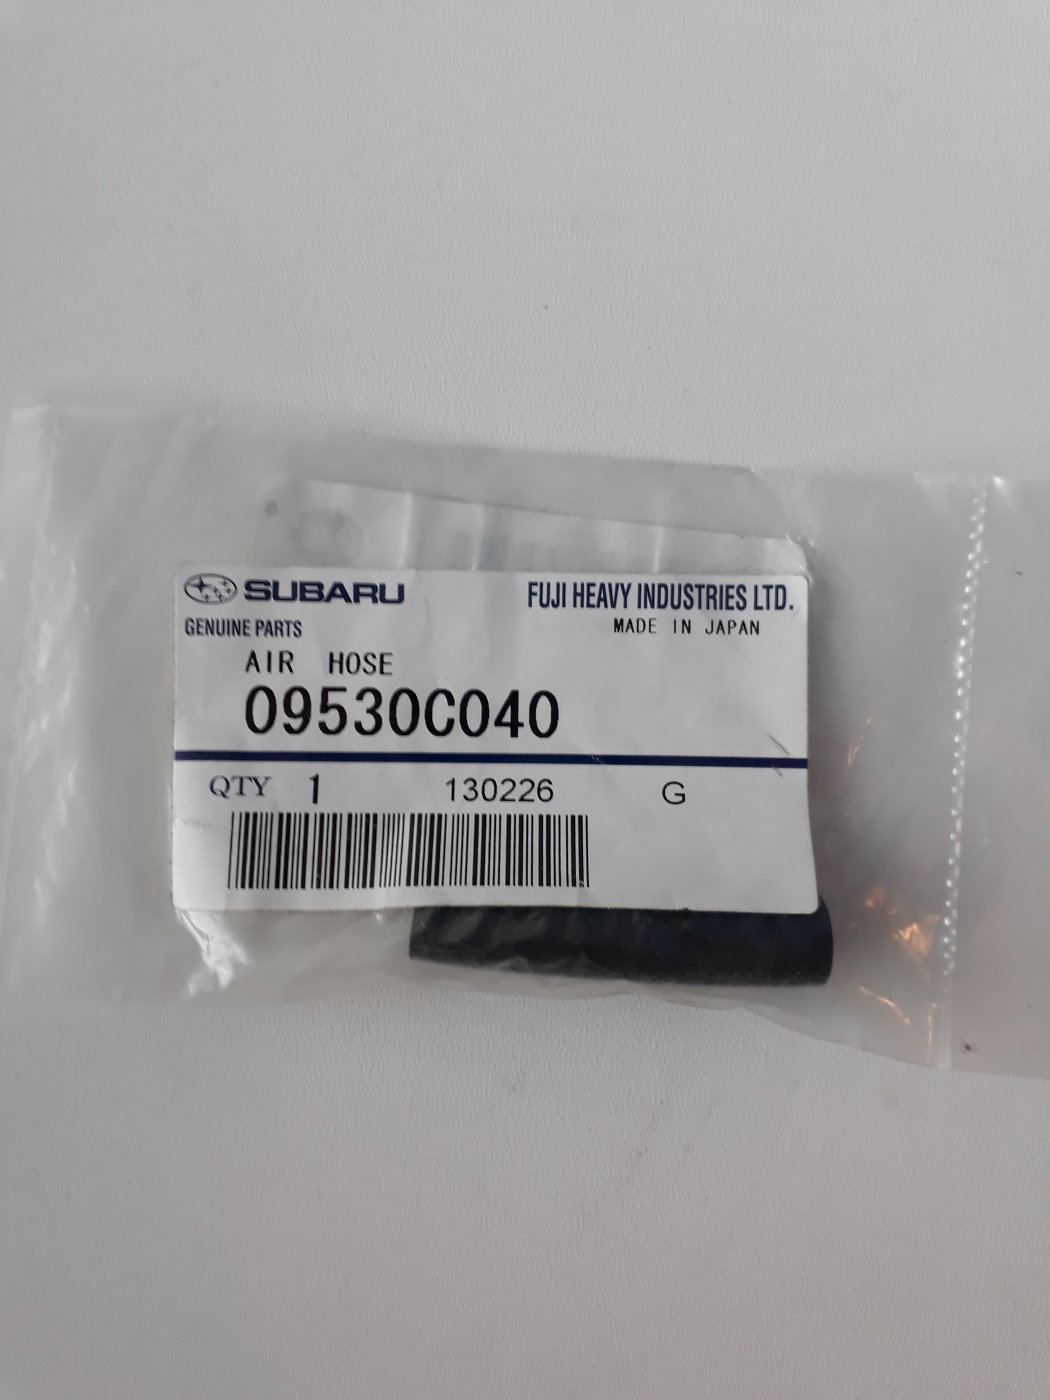 SUBARU FUJI HEAVY INDUSTRIES LTD.
GENUINE PARTS MADE IN JAPAN
AIR HOSE
09530C040
QTY 1 130226 G